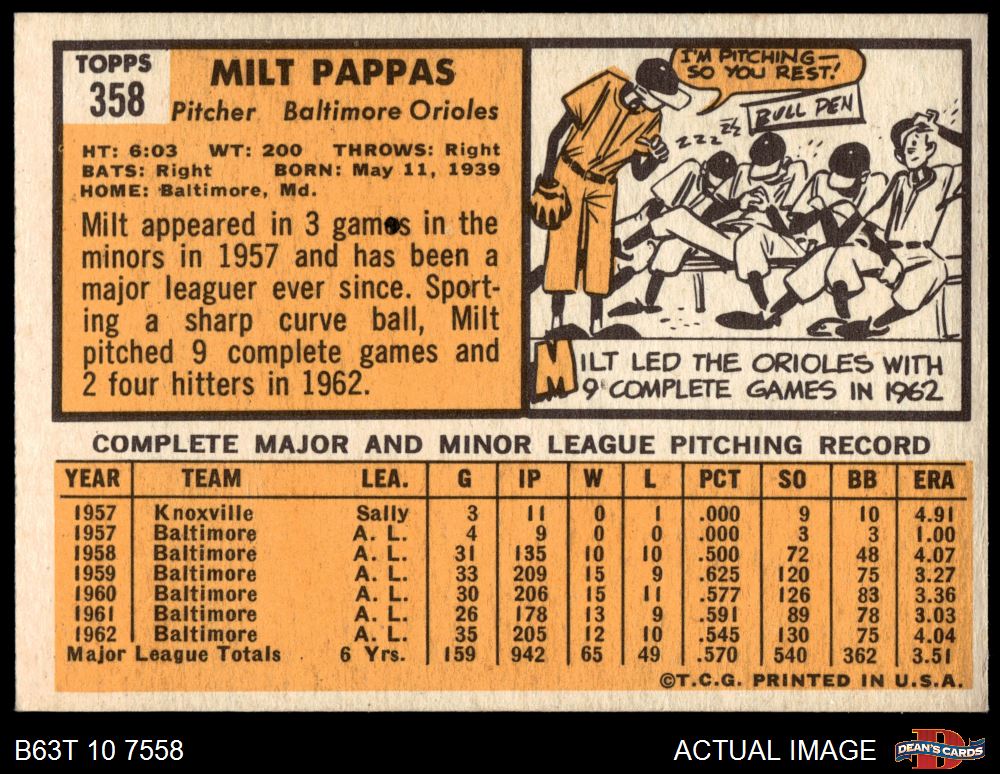 TOPPS
358
MILT PAPPAS
Pitcher Baltimore Orioles
HT: 6:03 WT: 200 THROWS: Right
BATS: Right BORN: May 11, 1939
HOME: Baltimore, Md.
Milt appeared in 3 games in the
minors in 1957 and has been a
major leaguer ever since. Sport-
ing a sharp curve ball, Milt
pitched 9 complete games and
2 four hitters in 1962.
I'M PITCHING—
SO YOU REST!
BULL PEN
zzz zz
MILT LED THE ORIOLES WITH
9 COMPLETE GAMES IN 1962
COMPLETE MAJOR AND MINOR LEAGUE PITCHING RECORD
YEAR TEAM LEA. G IP W L PCT SO BB ERA
1957 Knoxville Sally 3 11 0 1 .000 9 10 4.91
1957 Baltimore A. L. 4 9 0 0 .000 3 3 1.00
1958 Baltimore A. L. 31 135 10 10 .500 72 48 4.07
1959 Baltimore A. L. 33 209 15 9 .625 120 75 3.27
1960 Baltimore A. L. 30 206 15 11 .577 126 83 3.36
1961 Baltimore A. L. 26 178 13 9 .591 89 78 3.03
1962 Baltimore A. L. 35 205 12 10 .545 130 75 4.04
Major League Totals 6 Yrs. 159 942 65 49 .570 540 362 3.51
©T.C.G. PRINTED IN U.S.A.
B63T 10 7558
ACTUAL IMAGE
DEAN'S CARDS